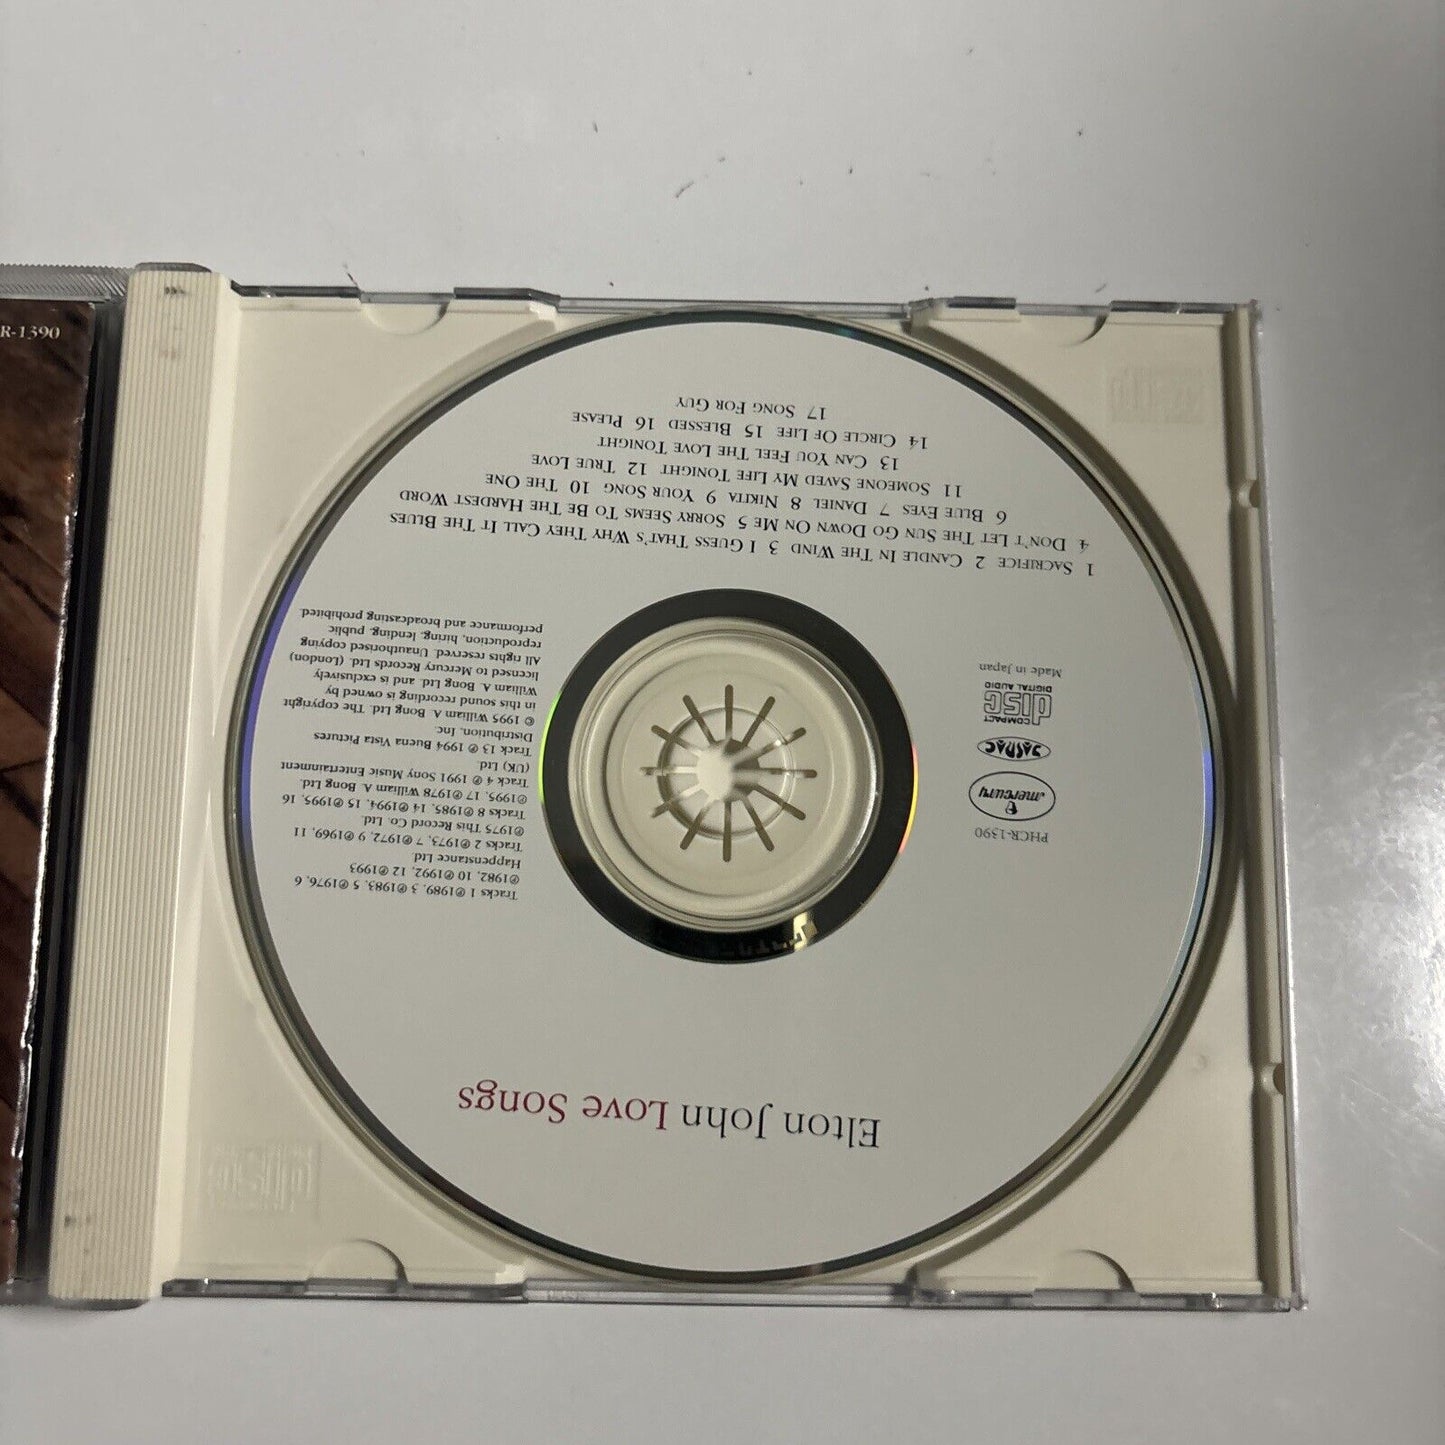 Elton John Love Songs
Tracks 1 ℗1989, 3 ℗1983, 5 ℗1976, 6
℗1982, 10 ℗1992, 12 ℗1993
Happenstance Ltd
Tracks 2 ℗1973, 7 ℗1972, 9 ℗1969, 11
℗1975 This Record Co. Ltd.
Tracks 8 ℗1985, 14 ℗1994, 15 ℗1995, 16
℗1995, 17 ℗1978 William A. Bong Ltd.
Track 4 ℗ 1991 Sony Music Entertainment
(UK) Ltd.
Track 13 ℗ 1994 Buena Vista Pictures
Distribution, Inc.
© 1995 William A. Bong Ltd. The copyright
in this sound recording is owned by
William A. Bong Ltd. and is exclusively
licensed to Mercury Records Ltd. (London)
All rights reserved. Unauthorised copying
reproduction, hiring, lending, public
performance and broadcasting prohibited.
PHCR-1390
mercury
JASRAC
COMPACT
disc
DIGITAL AUDIO
Made in Japan
1 SACRIFICE 2 CANDLE IN THE WIND 3 I GUESS THAT'S WHY THEY CALL IT THE BLUES
4 DON'T LET THE SUN GO DOWN ON ME 5 SORRY SEEMS TO BE THE HARDEST WORD
6 BLUE EYES 7 DANIEL 8 NIKITA 9 YOUR SONG 10 THE ONE
11 SOMEONE SAVED MY LIFE TONIGHT 12 TRUE LOVE
13 CAN YOU FEEL THE LOVE TONIGHT
14 CIRCLE OF LIFE 15 BLESSED 16 PLEASE
17 SONG FOR GUY
R-1390
disc